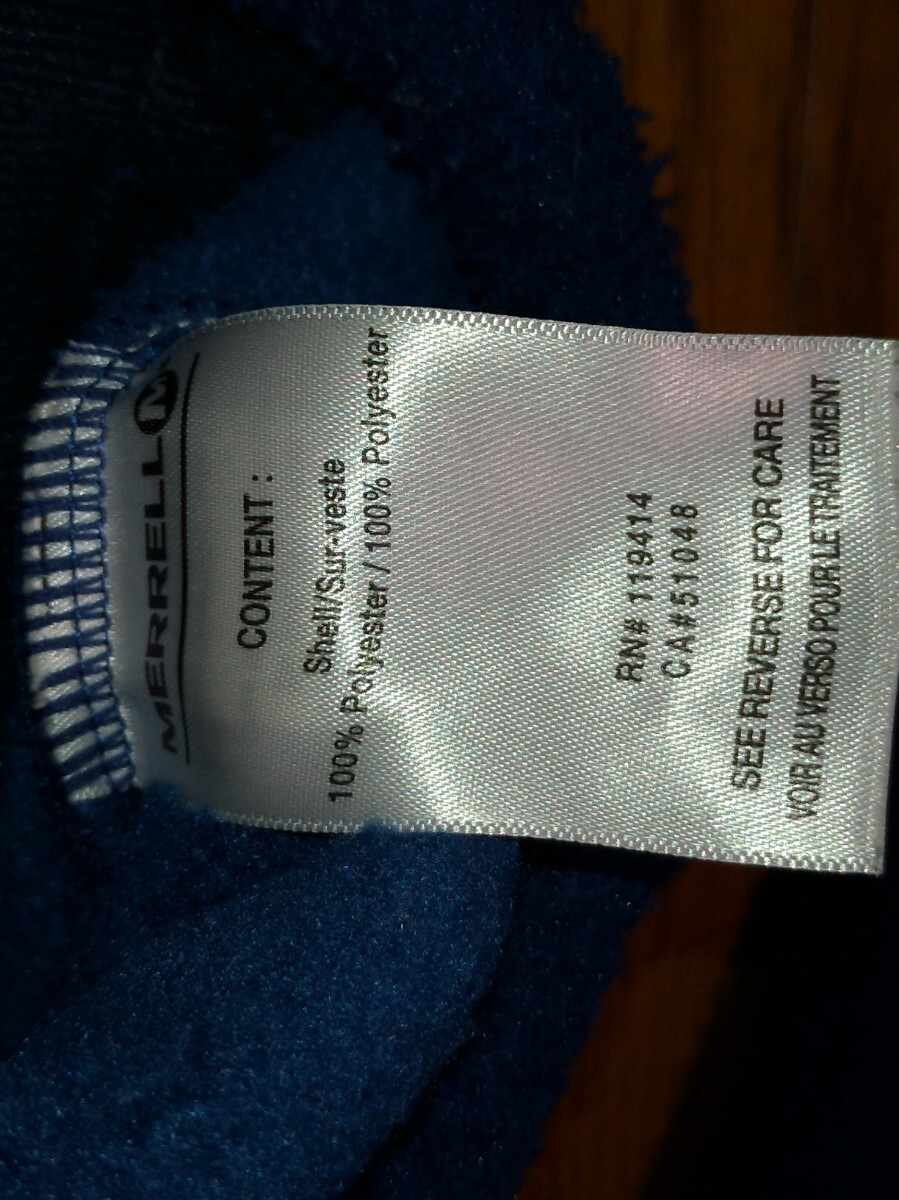 MERRELL M
CONTENT :
Shell/Sur-veste
100% Polyester / 100% Polyester
RN# 119414
CA#51048
SEE REVERSE FOR CARE
VOIR AU VERSO POUR LE TRAITEMENT